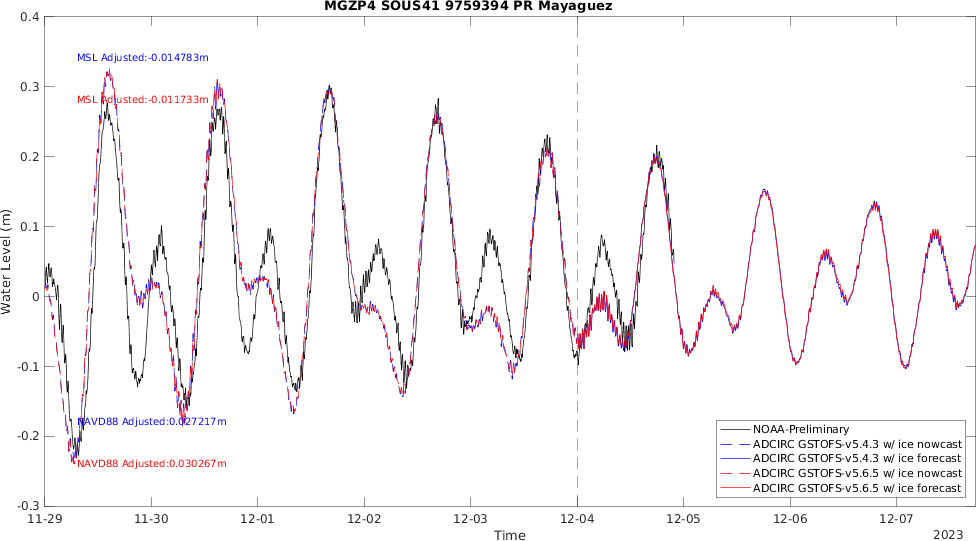 MGZP4 SOUS41 9759394 PR Mayaguez
0.4
0.3
0.2
0.1
0
-0.1
-0.2
-0.3
Water Level (m)
MSL Adjusted:-0.014783m
MSL Adjusted:-0.011733m
NAVD88 Adjusted:0.027217m
NAVD88 Adjusted:0.030267m
NOAA-Preliminary
ADCIRC GSTOFS-v5.4.3 w/ ice nowcast
ADCIRC GSTOFS-v5.4.3 w/ ice forecast
ADCIRC GSTOFS-v5.6.5 w/ ice nowcast
ADCIRC GSTOFS-v5.6.5 w/ ice forecast
11-29 11-30 12-01 12-02 12-03 12-04 12-05 12-06 12-07
Time
2023